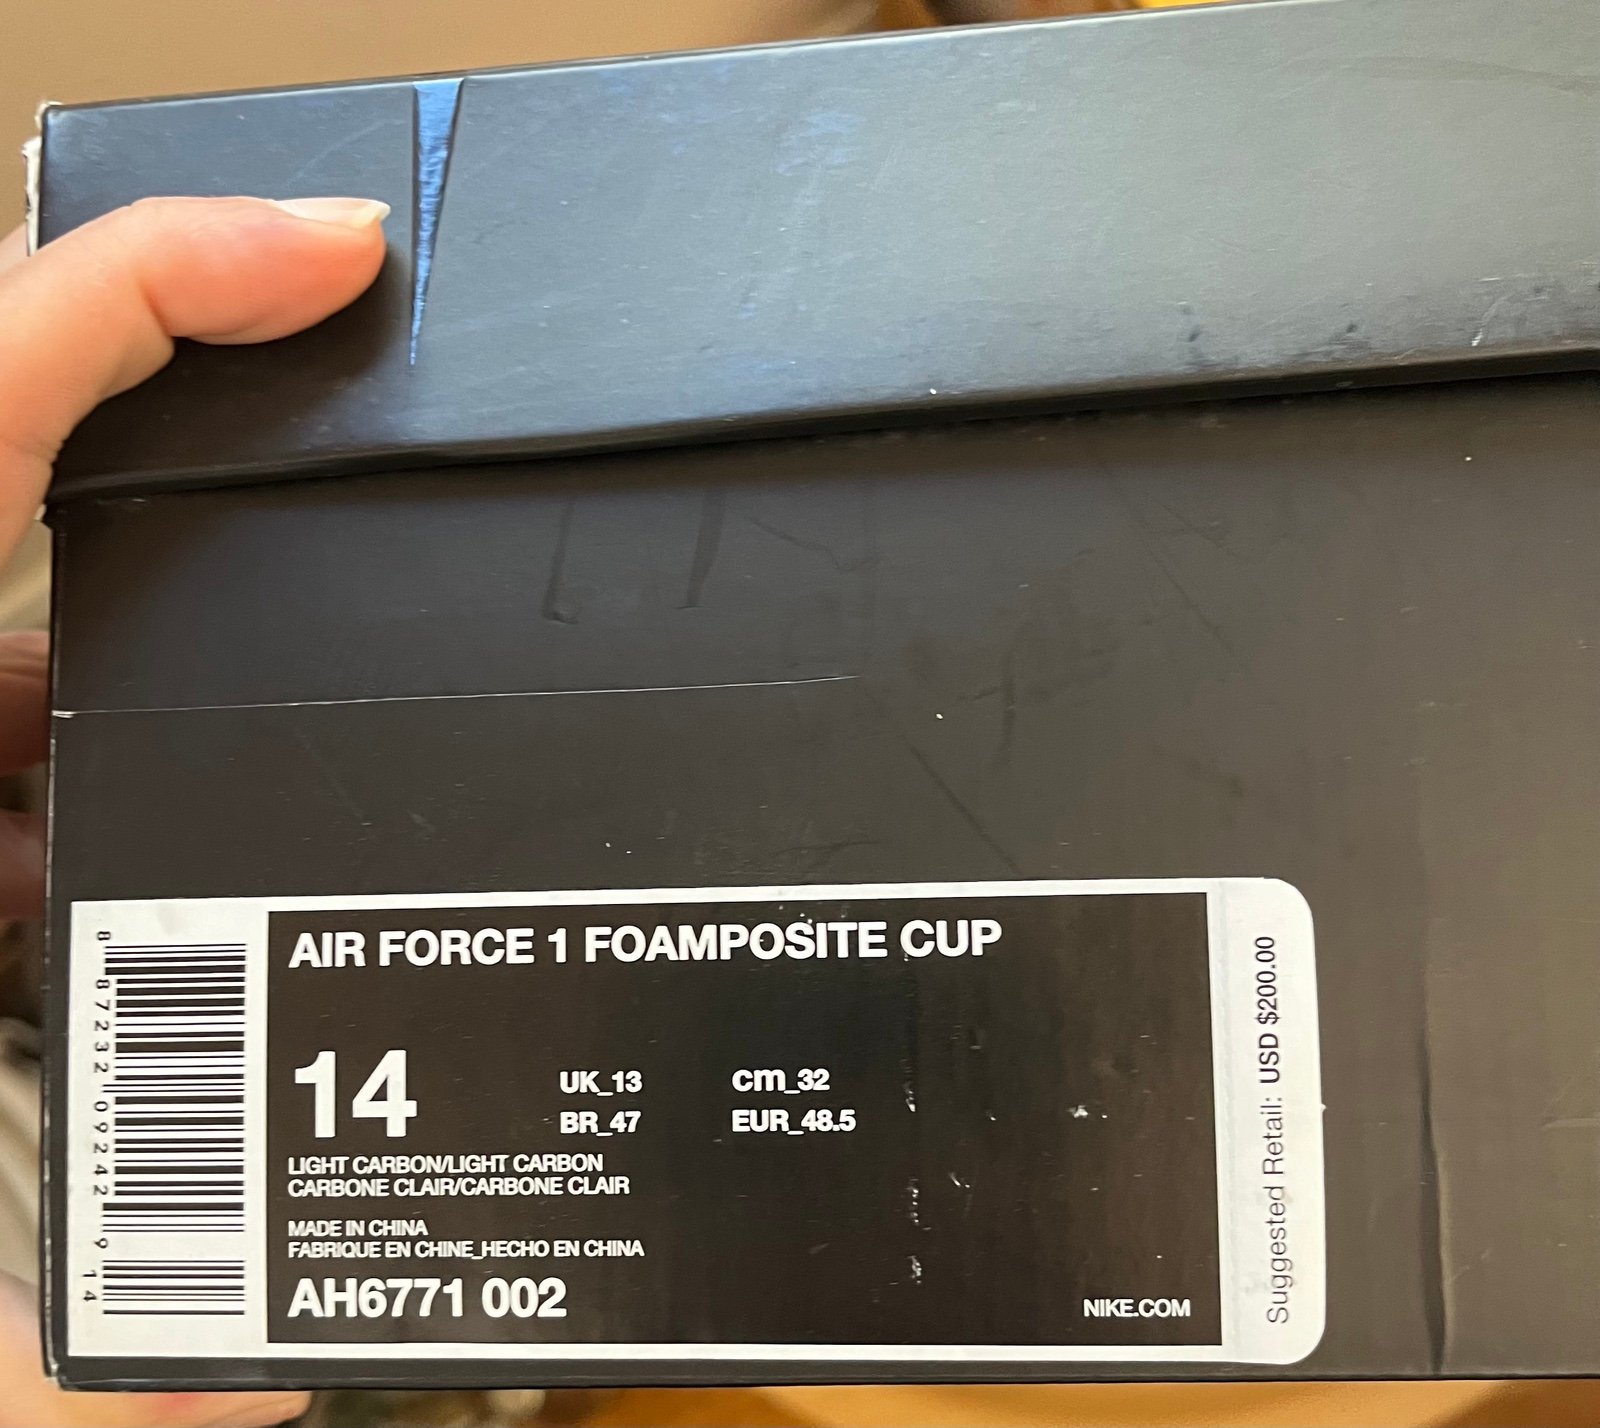 AIR FORCE 1 FOAMPOSITE CUP
14
UK_13 cm_32
BR_47 EUR_48.5
LIGHT CARBON/LIGHT CARBON
CARBONE CLAIR/CARBONE CLAIR
MADE IN CHINA
FABRIQUE EN CHINE_HECHO EN CHINA
AH6771 002
NIKE.COM
8 87232 09242 9 14
Suggested Retail: USD $200.00